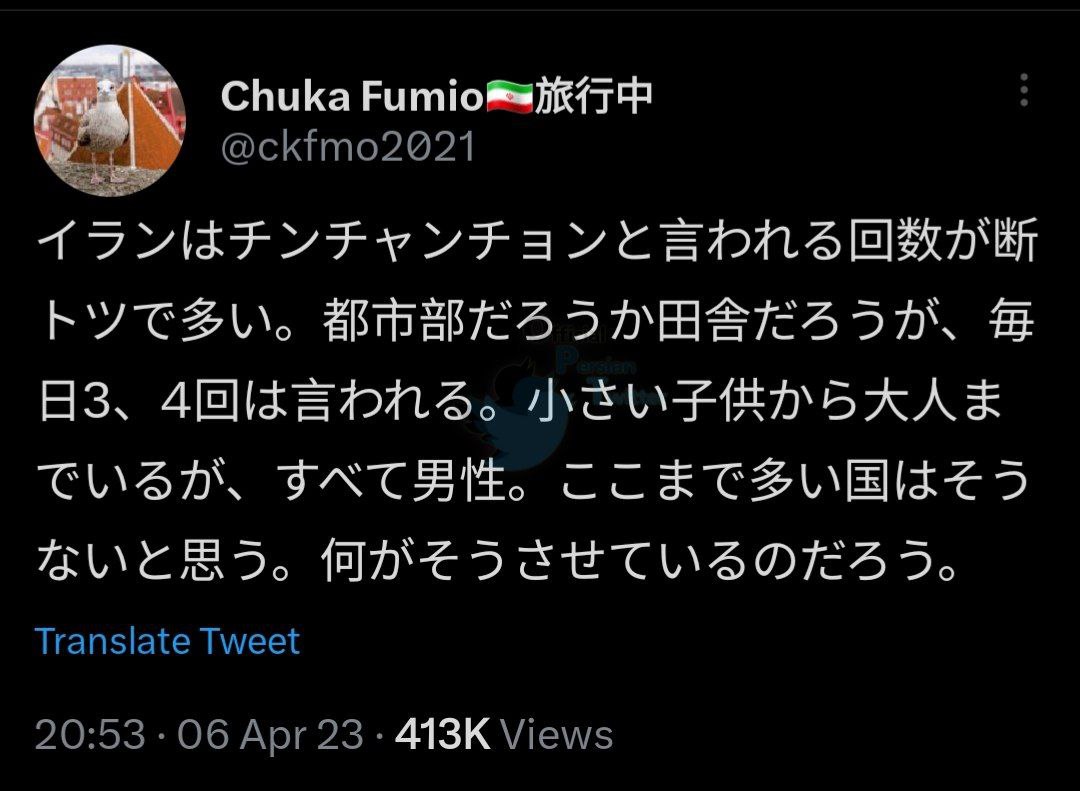 Chuka Fumio🇮🇷旅行中
@ckfmo2021
イランはチンチャンチョンと言われる回数が断
トツで多い。都市部だろうか田舎だろうが、毎
日3、4回は言われる。小さい子供から大人ま
でいるが、すべて男性。ここまで多い国はそう
ないと思う。何がそうさせているのだろう。
Persian
Twitter
Translate Tweet
20:53 · 06 Apr 23 · 413K Views